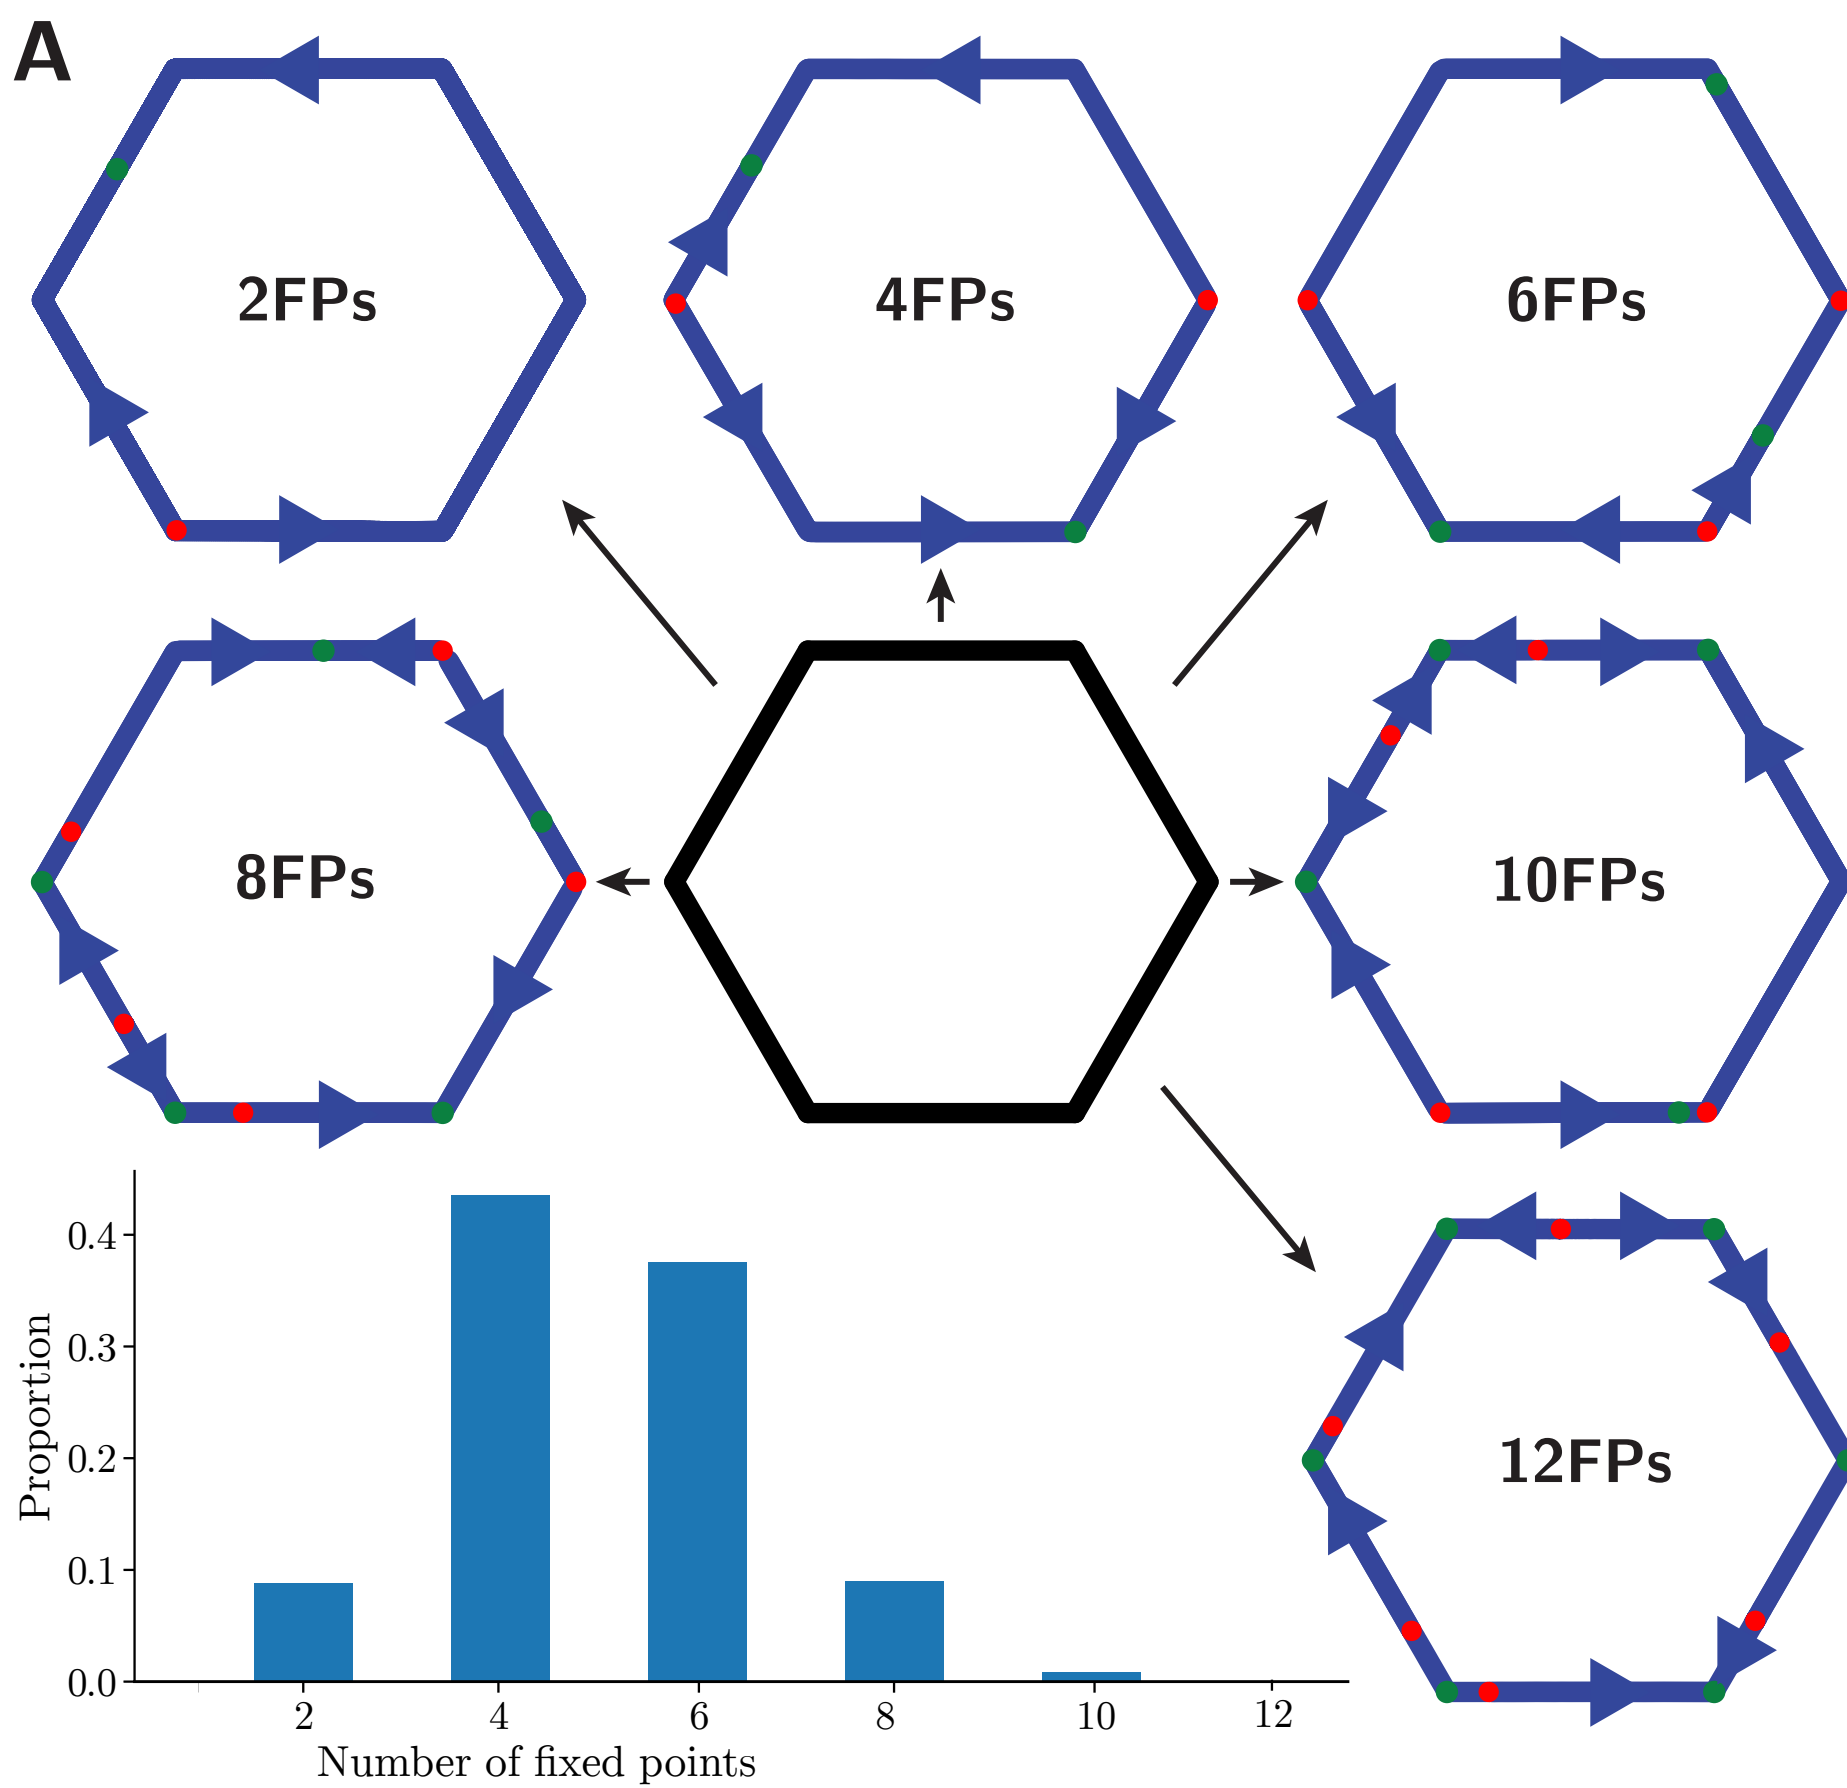 A
2FPs
4FPs
6FPs
8FPs
10FPs
12FPs
Proportion
0.4
0.3
0.2
0.1
0.0
2 4 6 8 10 12
Number of fixed points